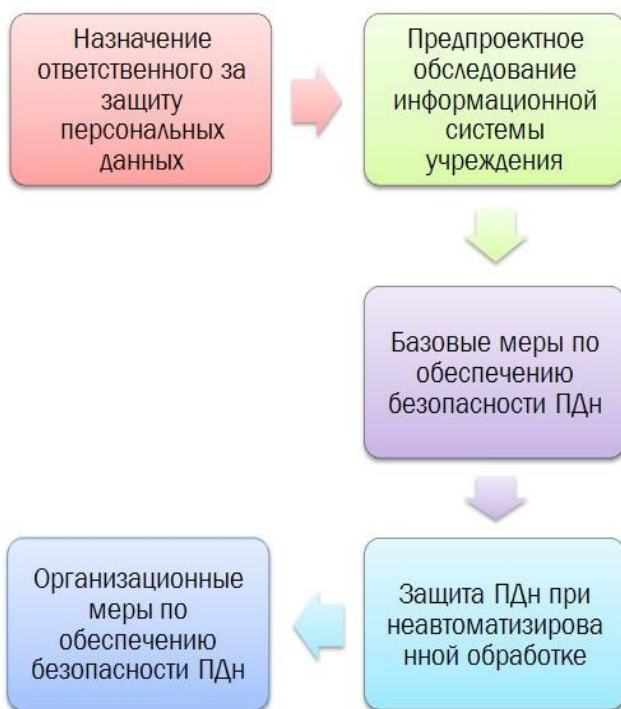 Назначение
ответственного за
защиту
персональных
данных
Предпроектное
обследование
информационной
системы
учреждения
Базовые меры по
обеспечению
безопасности ПДн
Защита ПДн при
неавтоматизирова
нной обработке
Организационные
меры по
обеспечению
безопасности ПДн